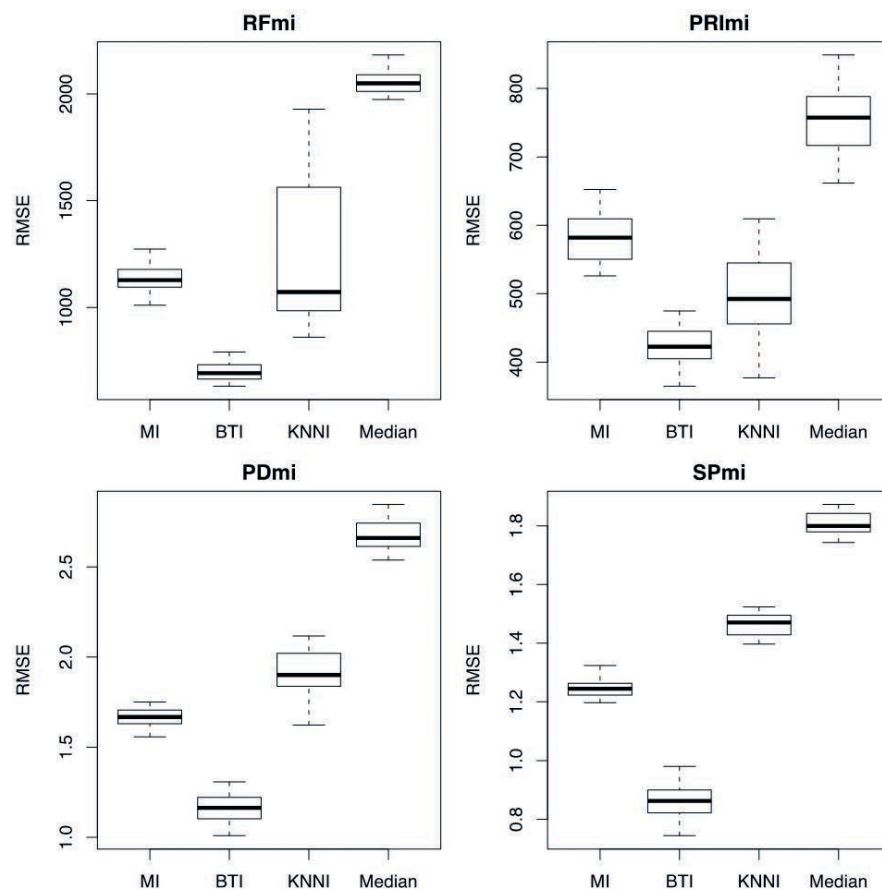 RFmi
RMSE
2000
1500
1000
MI BTI KNNI Median
PRImi
RMSE
800
700
600
500
400
MI BTI KNNI Median
PDmi
RMSE
2.5
2.0
1.5
1.0
MI BTI KNNI Median
SPmi
RMSE
1.8
1.6
1.4
1.2
1.0
0.8
MI BTI KNNI Median